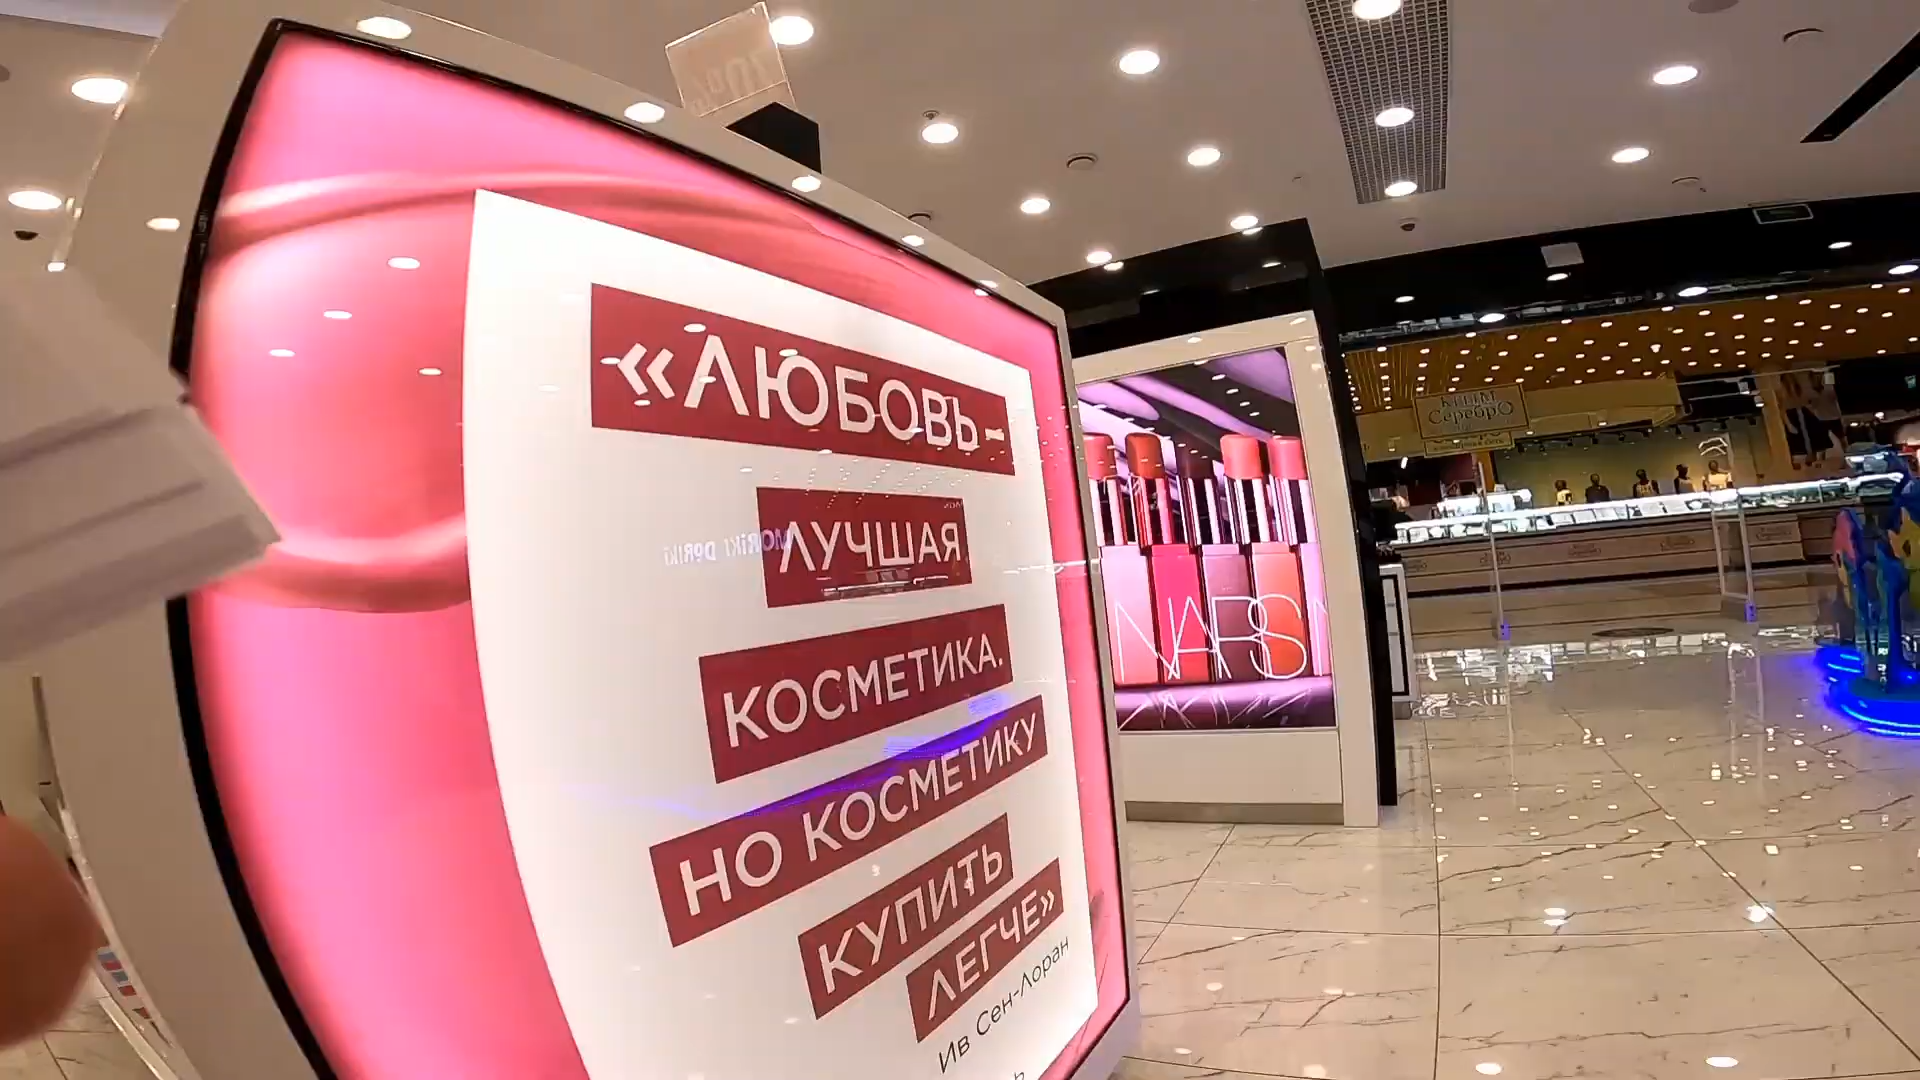 «ЛЮБОВЬ-
ЛУЧШАЯ
КОСМЕТИКА.
НО КОСМЕТИКУ
КУПИТЬ
ЛЕГЧЕ»
Ив Сен-Лоран
NARS
Серебро